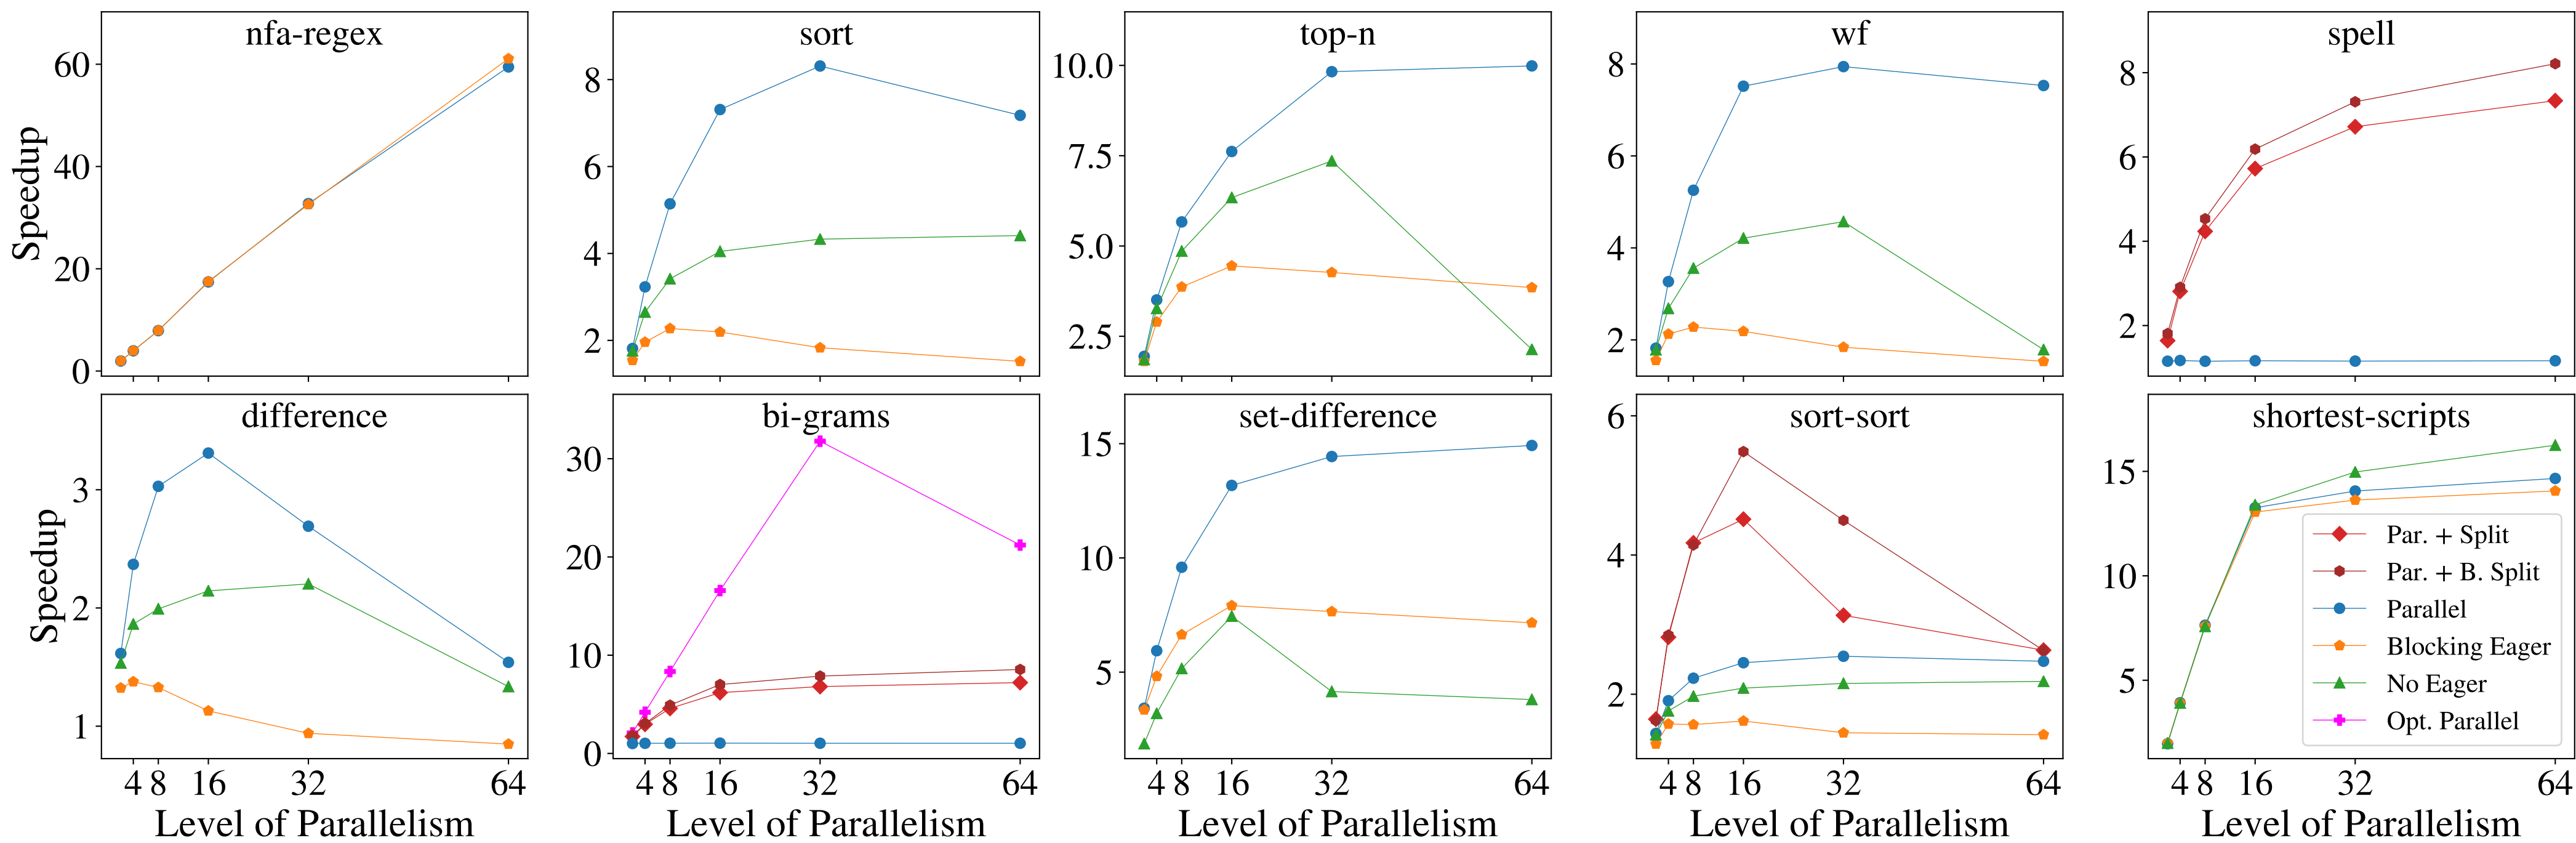 nfa-regex
60
40
20
0
Speedup
sort
8
6
4
2
top-n
10.0
7.5
5.0
2.5
wf
8
6
4
2
spell
8
6
4
2
difference
3
2
1
Speedup
4 8 16 32 64
Level of Parallelism
bi-grams
30
20
10
0
4 8 16 32 64
Level of Parallelism
set-difference
15
10
5
4 8 16 32 64
Level of Parallelism
sort-sort
6
4
2
4 8 16 32 64
Level of Parallelism
shortest-scripts
15
10
5
Par. + Split
Par. + B. Split
Parallel
Blocking Eager
No Eager
Opt. Parallel
4 8 16 32 64
Level of Parallelism